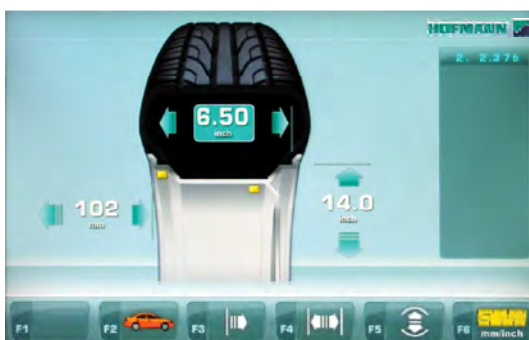 HOFMANN
2. 2.37b
6.50
inch
102
mm
14.0
inch
F1
F2
F3
F4
F5
F6
mm/inch